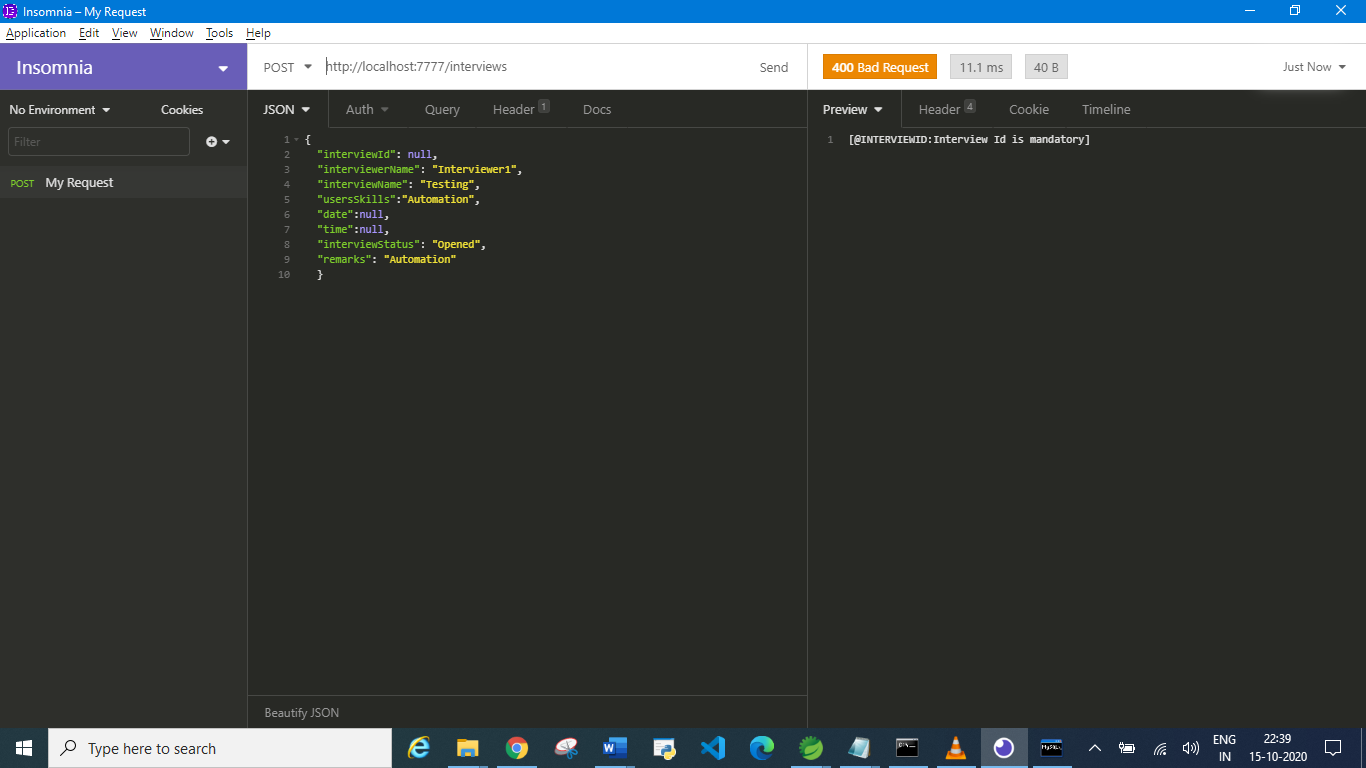 Insomnia – My Request
Application Edit View Window Tools Help
Insomnia
POST http://localhost:7777/interviews Send
400 Bad Request 11.1 ms 40 B Just Now
No Environment Cookies
JSON Auth Query Header 1 Docs
Preview Header 4 Cookie Timeline
Filter
POST My Request
1 {
2 "interviewId": null,
3 "interviewerName": "Interviewer1",
4 "interviewName": "Testing",
5 "usersSkills":"Automation",
6 "date":null,
7 "time":null,
8 "interviewStatus": "Opened",
9 "remarks": "Automation"
10 }
1 [@INTERVIEWID:Interview Id is mandatory]
Beautify JSON
Type here to search
ENG
IN
22:39
15-10-2020